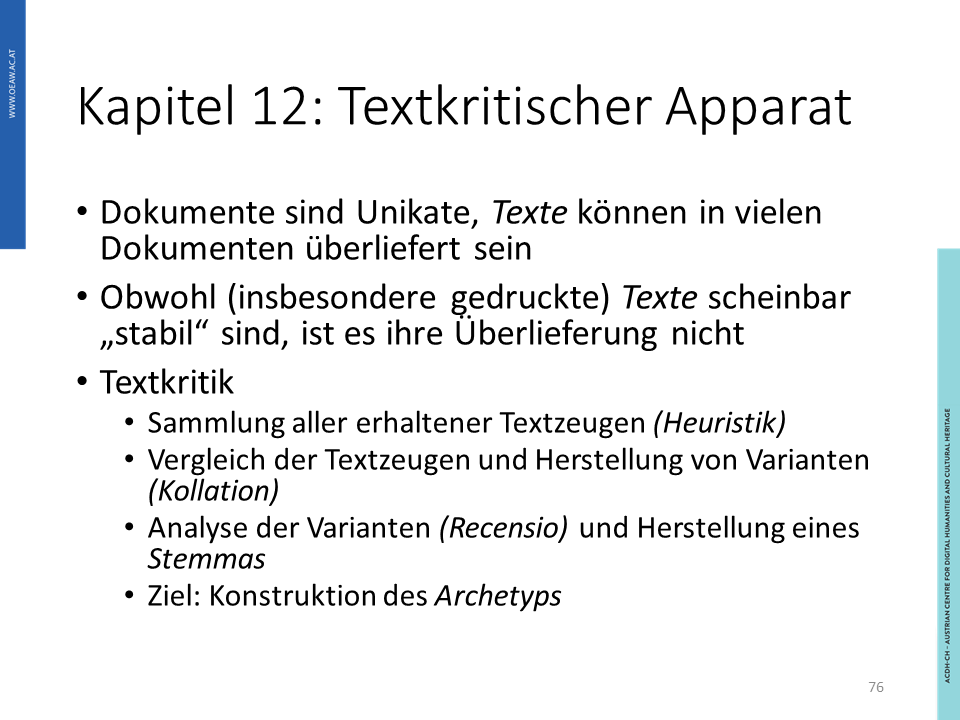 WWW.OEAW.AC.AT
Kapitel 12: Textkritischer Apparat
• Dokumente sind Unikate, Texte können in vielen
Dokumenten überliefert sein
• Obwohl (insbesondere gedruckte) Texte scheinbar
„stabil“ sind, ist es ihre Überlieferung nicht
• Textkritik
• Sammlung aller erhaltener Textzeugen (Heuristik)
• Vergleich der Textzeugen und Herstellung von Varianten
(Kollation)
• Analyse der Varianten (Recensio) und Herstellung eines
Stemmas
• Ziel: Konstruktion des Archetyps
ACDH-CH – AUSTRIAN CENTRE FOR DIGITAL HUMANITIES AND CULTURAL HERITAGE
76